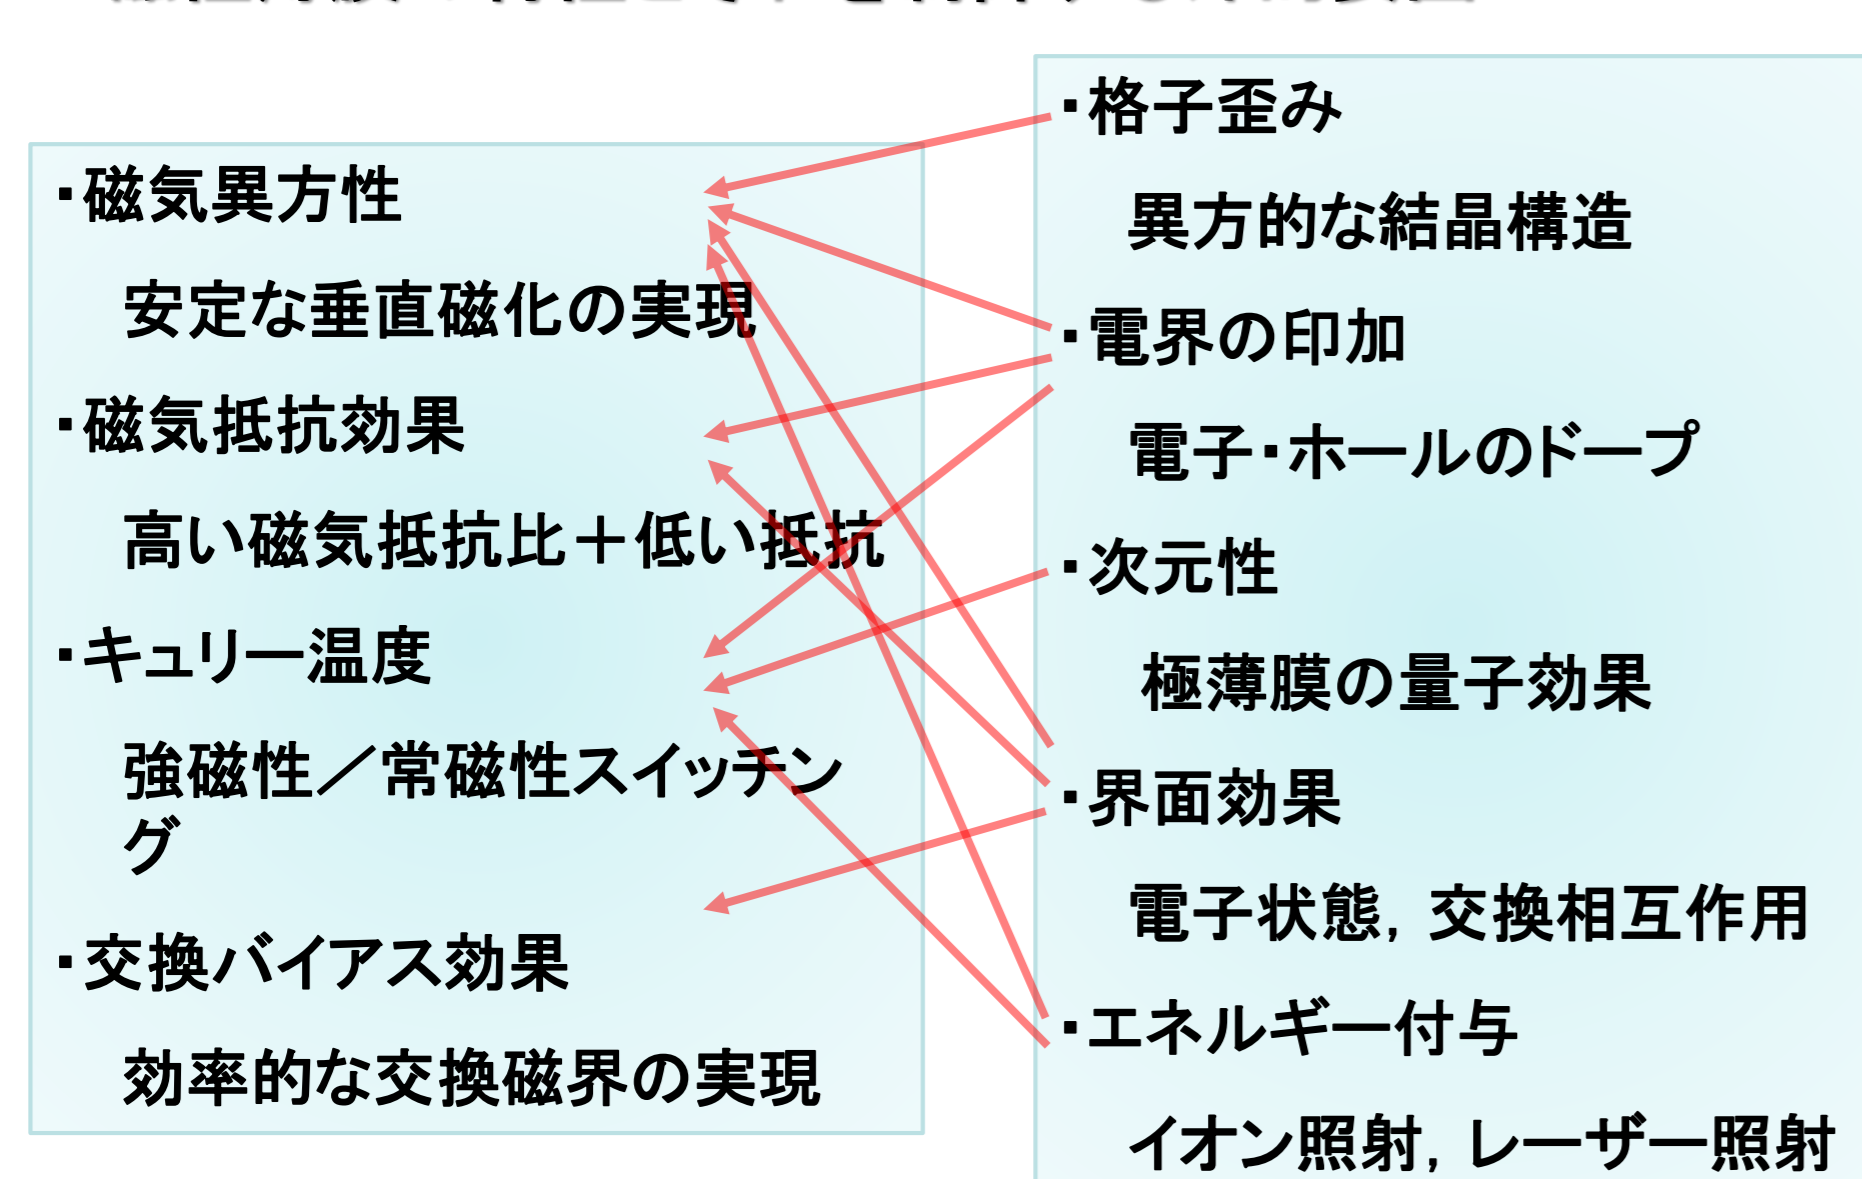 ・磁気異方性
安定な垂直磁化の実現
・磁気抵抗効果
高い磁気抵抗比＋低い抵抗
・キュリー温度
強磁性／常磁性スイッチン
グ
・交換バイアス効果
効率的な交換磁界の実現
・格子歪み
異方的な結晶構造
・電界の印加
電子・ホールのドープ
・次元性
極薄膜の量子効果
・界面効果
電子状態，交換相互作用
・エネルギー付与
イオン照射，レーザー照射